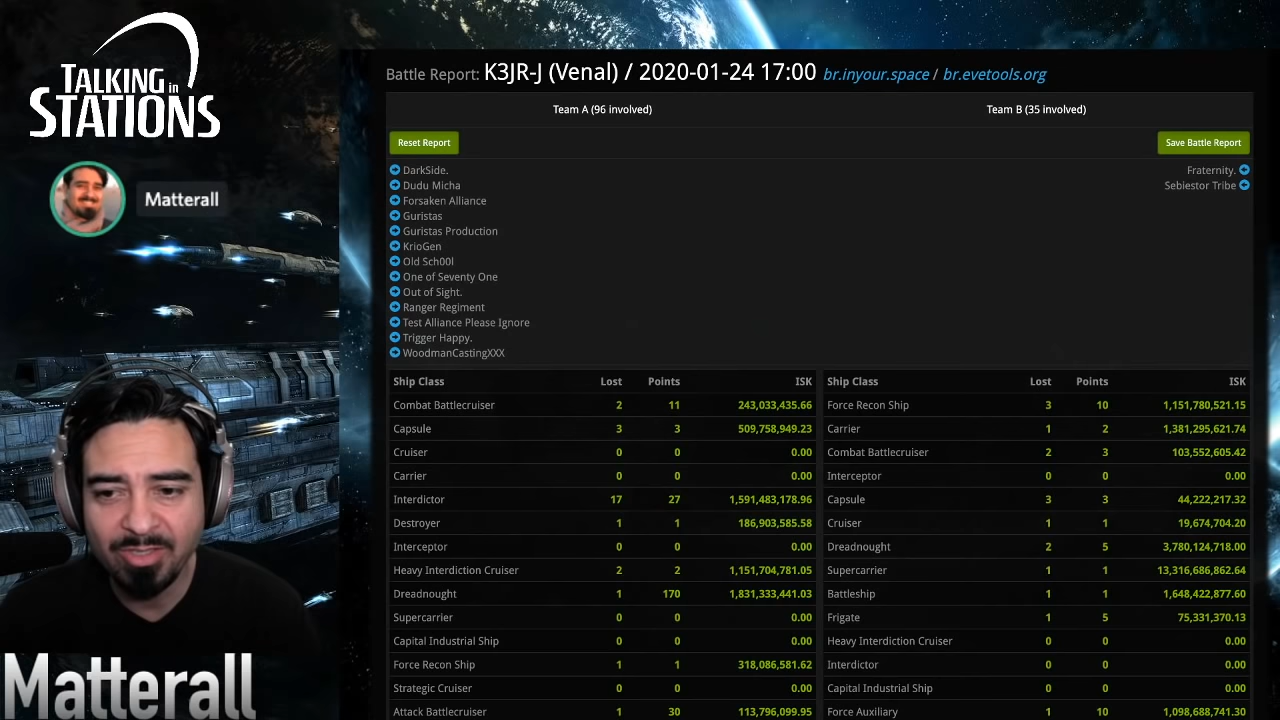 TALKING in
STATIONS
Matterall
Battle Report: K3JR-J (Venal) / 2020-01-24 17:00 br.inyour.space / br.evetools.org
Team A (96 involved) Team B (35 involved)
Reset Report Save Battle Report
DarkSide. Fraternity.
Dudu Micha Sebiestor Tribe
Forsaken Alliance
Guristas
Guristas Production
KrioGen
Old Sch00l
One of Seventy One
Out of Sight.
Ranger Regiment
Test Alliance Please Ignore
Trigger Happy.
WoodmanCastingXXX
Ship Class Lost Points ISK Ship Class Lost Points ISK
Combat Battlecruiser 2 11 243,033,435.66 Force Recon Ship 3 10 1,151,780,521.15
Capsule 3 3 509,758,949.23 Carrier 1 2 1,381,295,621.74
Cruiser 0 0 0.00 Combat Battlecruiser 2 3 103,552,605.42
Carrier 0 0 0.00 Interceptor 0 0 0.00
Interdictor 17 27 1,591,483,178.96 Capsule 3 3 44,222,217.32
Destroyer 1 1 186,903,585.58 Cruiser 1 1 19,674,704.20
Interceptor 0 0 0.00 Dreadnought 2 5 3,780,124,718.00
Heavy Interdiction Cruiser 2 2 1,151,704,781.05 Supercarrier 1 1 13,316,686,862.64
Dreadnought 1 170 1,831,333,441.03 Battleship 1 1 1,648,422,877.60
Supercarrier 0 0 0.00 Frigate 1 5 75,331,370.13
Capital Industrial Ship 0 0 0.00 Heavy Interdiction Cruiser 0 0 0.00
Force Recon Ship 1 1 318,086,581.62 Interdictor 0 0 0.00
Strategic Cruiser 0 0 0.00 Capital Industrial Ship 0 0 0.00
Attack Battlecruiser 1 30 113,796,099.95 Force Auxiliary 1 10 1,098,688,741.30
Matterall